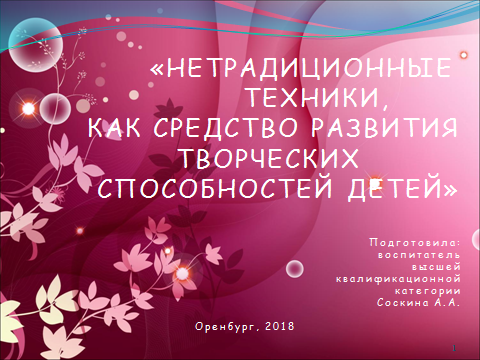 «НЕТРАДИЦИОННЫЕ
ТЕХНИКИ,
КАК СРЕДСТВО РАЗВИТИЯ
ТВОРЧЕСКИХ
СПОСОБНОСТЕЙ ДЕТЕЙ»
Подготовила:
воспитатель
высшей
квалификационной
категории
Соскина А.А.
Оренбург, 2018
1